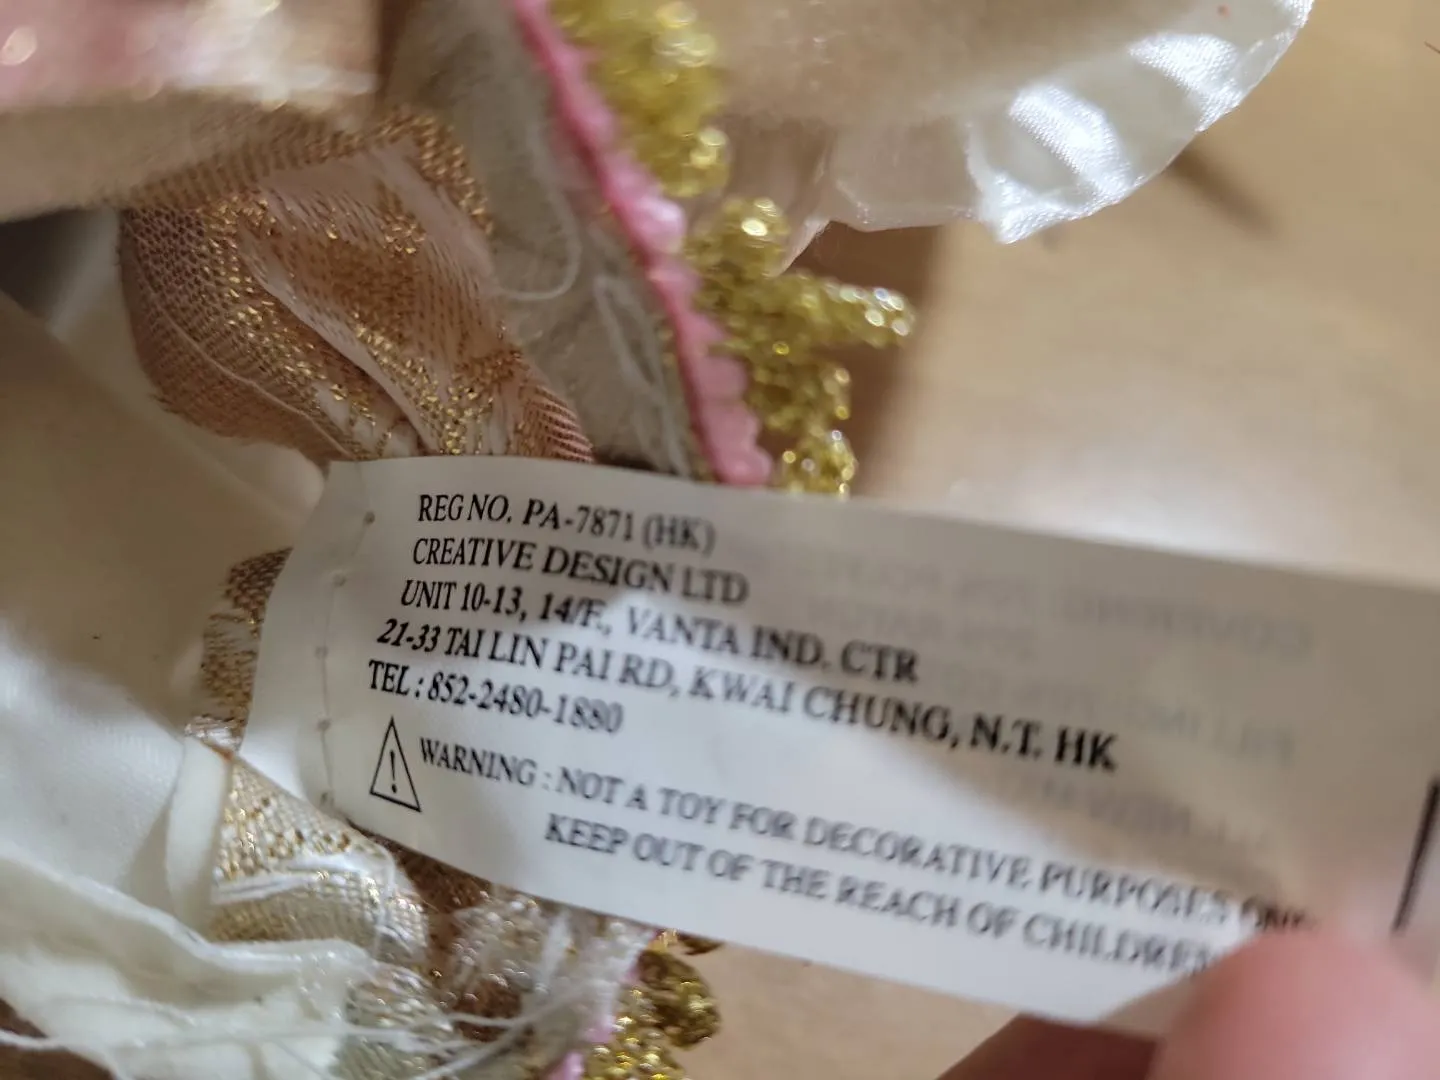 REG NO. PA-7871 (HK)
CREATIVE DESIGN LTD
UNIT 10-13, 14/F., VANTA IND. CTR
21-33 TAI LIN PAI RD, KWAI CHUNG, N.T. HK
TEL : 852-2480-1880
WARNING : NOT A TOY FOR DECORATIVE PURPOSES
KEEP OUT OF THE REACH OF CHILDREN